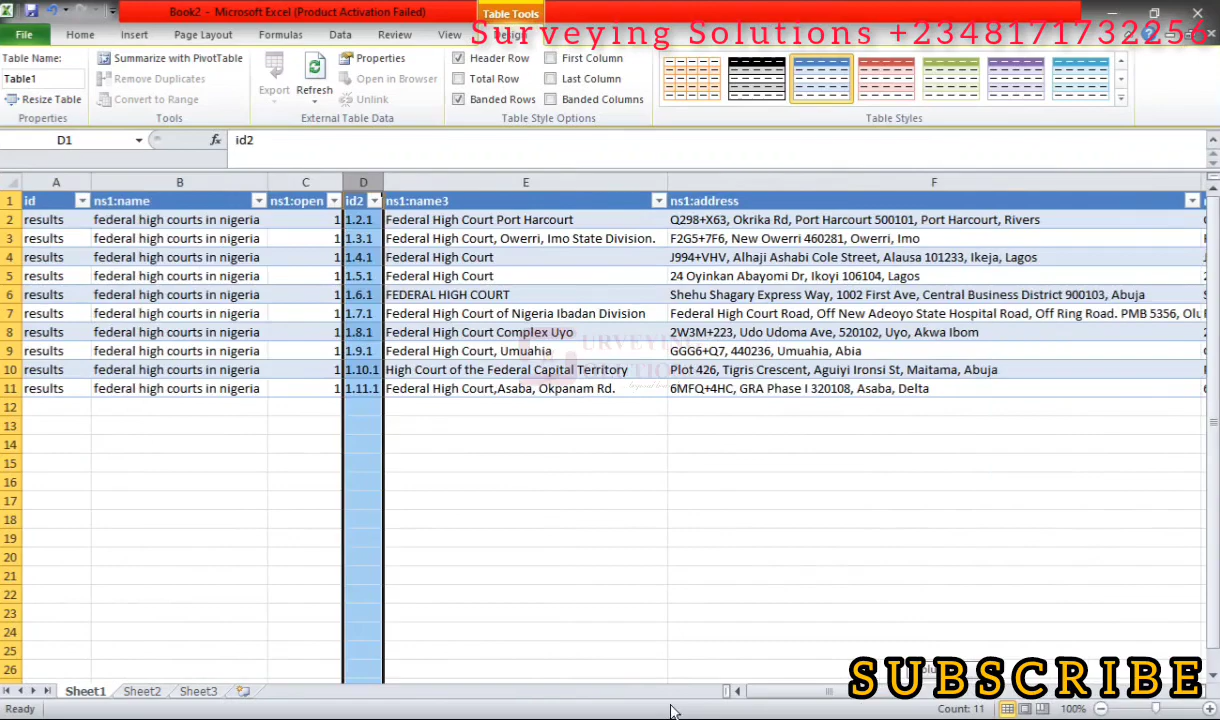 Book2 - Microsoft Excel (Product Activation Failed)
Table Tools
Surveying Solutions +2348171732256
File Home Insert Page Layout Formulas Data Review View
Table Name:
Table1
Resize Table
Properties
Summarize with PivotTable
Remove Duplicates
Convert to Range
Tools
Export
Refresh
Properties
Open in Browser
Unlink
External Table Data
Header Row
Total Row
Banded Rows
First Column
Last Column
Banded Columns
Table Style Options
Table Styles
D1 fx id2
A B C D E F
1 id ns1:name ns1:open id2 ns1:name3 ns1:address
2 results federal high courts in nigeria 1 1.2.1 Federal High Court Port Harcourt Q298+X63, Okrika Rd, Port Harcourt 500101, Port Harcourt, Rivers
3 results federal high courts in nigeria 1 1.3.1 Federal High Court, Owerri, Imo State Division. F2G5+7F6, New Owerri 460281, Owerri, Imo
4 results federal high courts in nigeria 1 1.4.1 Federal High Court J994+VHV, Alhaji Ashabi Cole Street, Alausa 101233, Ikeja, Lagos
5 results federal high courts in nigeria 1 1.5.1 Federal High Court 24 Oyinkan Abayomi Dr, Ikoyi 106104, Lagos
6 results federal high courts in nigeria 1 1.6.1 FEDERAL HIGH COURT Shehu Shagary Express Way, 1002 First Ave, Central Business District 900103, Abuja
7 results federal high courts in nigeria 1 1.7.1 Federal High Court of Nigeria Ibadan Division Federal High Court Road, Off New Adeoyo State Hospital Road, Off Ring Road. PMB 5356, Olu
8 results federal high courts in nigeria 1 1.8.1 Federal High Court Complex Uyo 2W3M+223, Udo Udoma Ave, 520102, Uyo, Akwa Ibom
9 results federal high courts in nigeria 1 1.9.1 Federal High Court, Umuahia GGG6+Q7, 440236, Umuahia, Abia
10 results federal high courts in nigeria 1 1.10.1 High Court of the Federal Capital Territory Plot 426, Tigris Crescent, Aguiyi Ironsi St, Maitama, Abuja
11 results federal high courts in nigeria 1 1.11.1 Federal High Court,Asaba, Okpanam Rd. 6MFQ+4HC, GRA Phase I 320108, Asaba, Delta
12
13
14
15
16
17
18
19
20
21
22
23
24
25
26
SUBSCRIBE
Sheet1 Sheet2 Sheet3
Ready Count: 11 100%